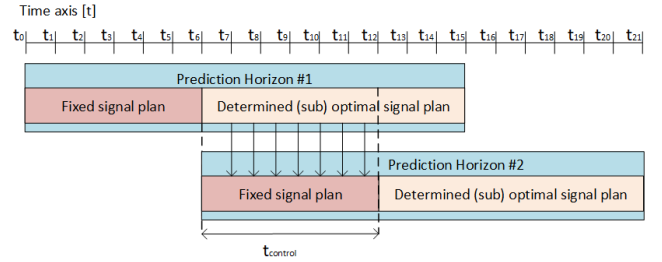 Time axis [t]
t0 t1 t2 t3 t4 t5 t6 t7 t8 t9 t10 t11 t12 t13 t14 t15 t16 t17 t18 t19 t20 t21
Prediction Horizon #1
Fixed signal plan Determined (sub) optimal signal plan
Prediction Horizon #2
Fixed signal plan Determined (sub) optimal signal plan
tcontrol